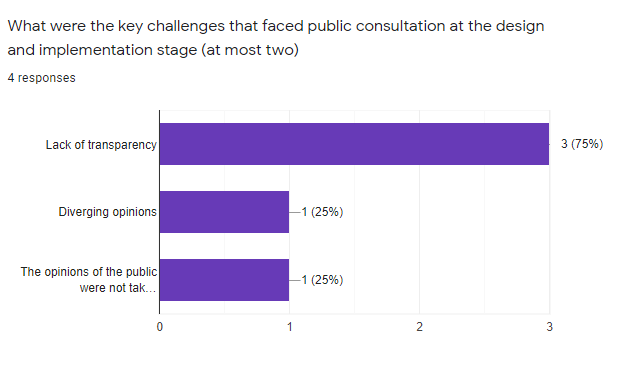 What were the key challenges that faced public consultation at the design
and implementation stage (at most two)
4 responses
Lack of transparency
3 (75%)
Diverging opinions
1 (25%)
The opinions of the public
were not tak...
1 (25%)
0
1
2
3